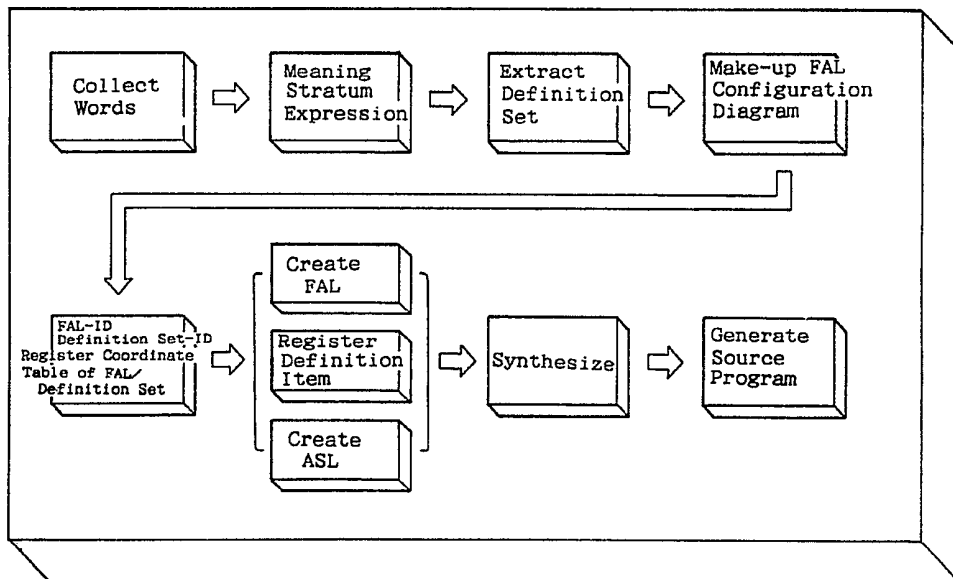 Collect
Words
Meaning
Stratum
Expression
Extract
Definition
Set
Make-up FAL
Configuration
Diagram
FAL-ID
Definition Set-ID
Register Coordinate
Table of FAL/
Definition Set
Create
FAL
Register
Definition
Item
Create
ASL
Synthesize
Generate
Source
Program